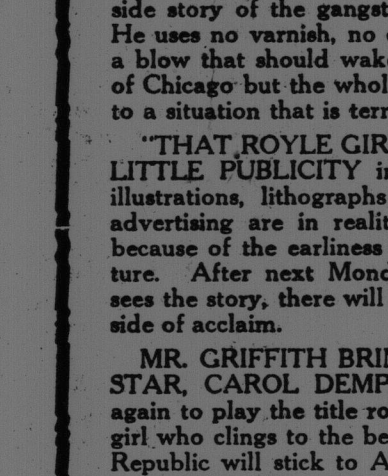 side story of the gangst
He uses no varnish, no
a blow that should wak
of Chicago but the whol
to a situation that is terr
"THAT ROYLE GIR
LITTLE PUBLICITY in
illustrations, lithographs
advertising are in realit
because of the earliness
ture. After next Mond
sees the story, there will
side of acclaim.
MR. GRIFFITH BRIN
STAR, CAROL DEMP
again to play the title ro
girl who clings to the be
Republic will stick to A